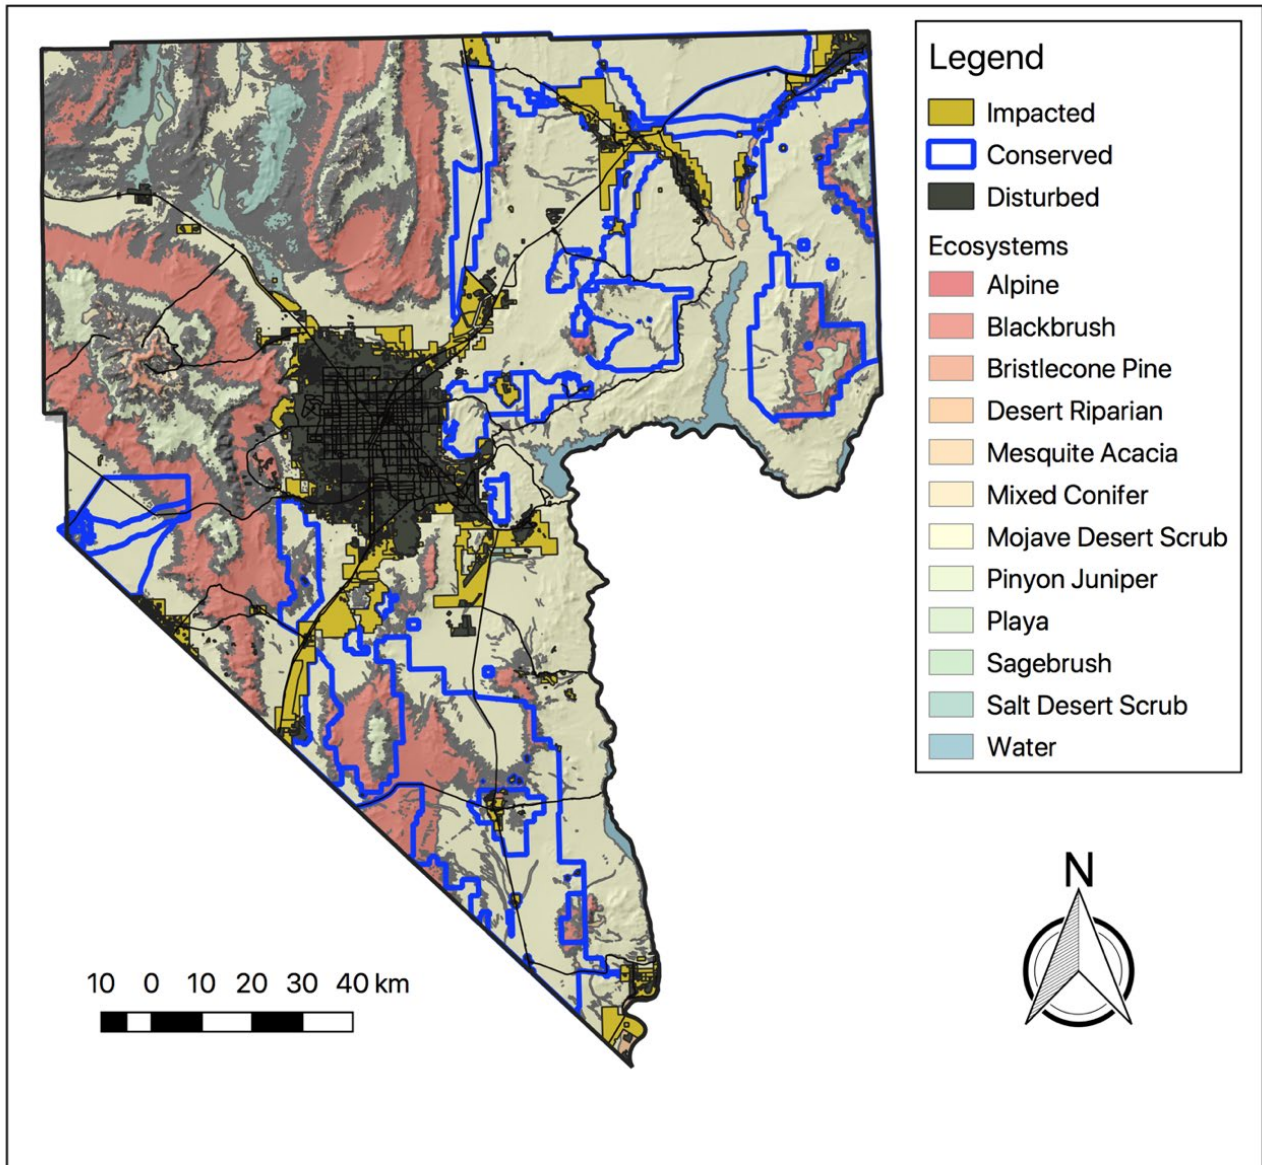 Legend
Impacted
Conserved
Disturbed
Ecosystems
Alpine
Blackbrush
Bristlecone Pine
Desert Riparian
Mesquite Acacia
Mixed Conifer
Mojave Desert Scrub
Pinyon Juniper
Playa
Sagebrush
Salt Desert Scrub
Water
N
10 0 10 20 30 40 km